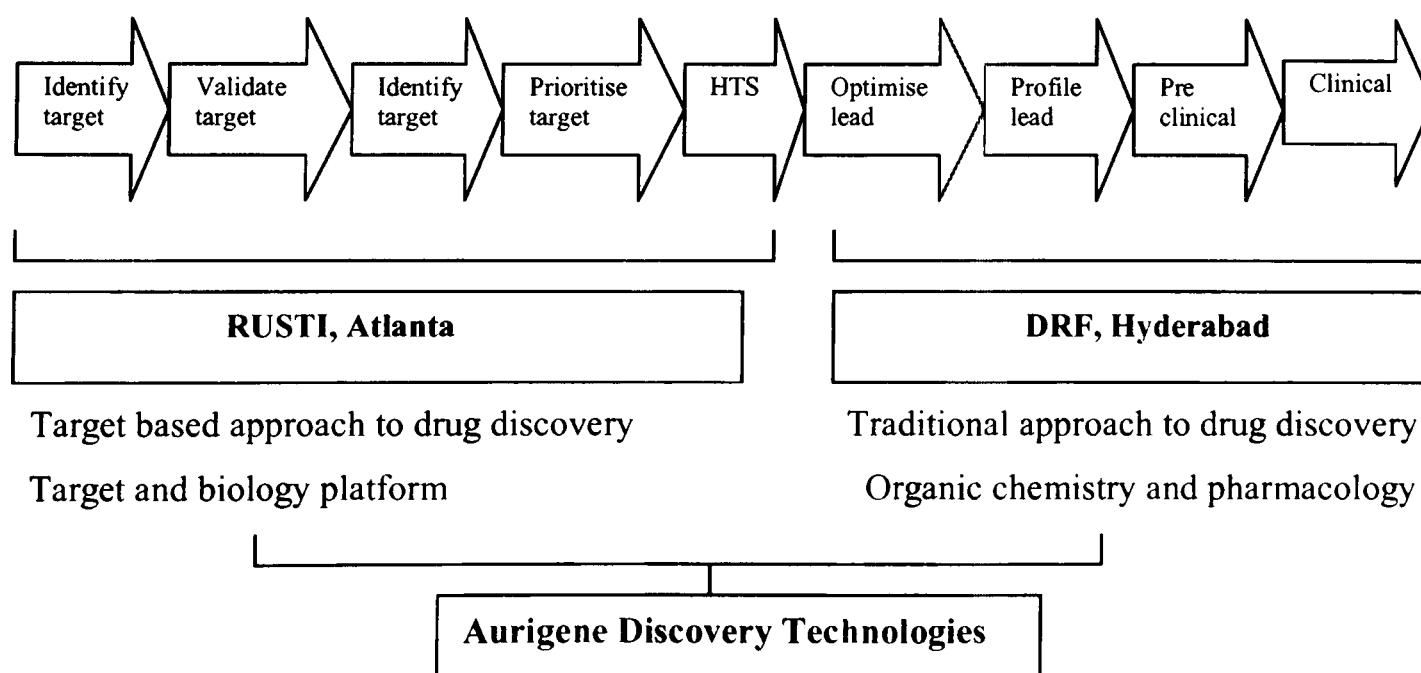 Identify
target
Validate
target
Identify
target
Prioritise
target
HTS
Optimise
lead
Profile
lead
Pre
clinical
Clinical
RUSTI, Atlanta
DRF, Hyderabad
Target based approach to drug discovery
Traditional approach to drug discovery
Target and biology platform
Organic chemistry and pharmacology
Aurigene Discovery Technologies